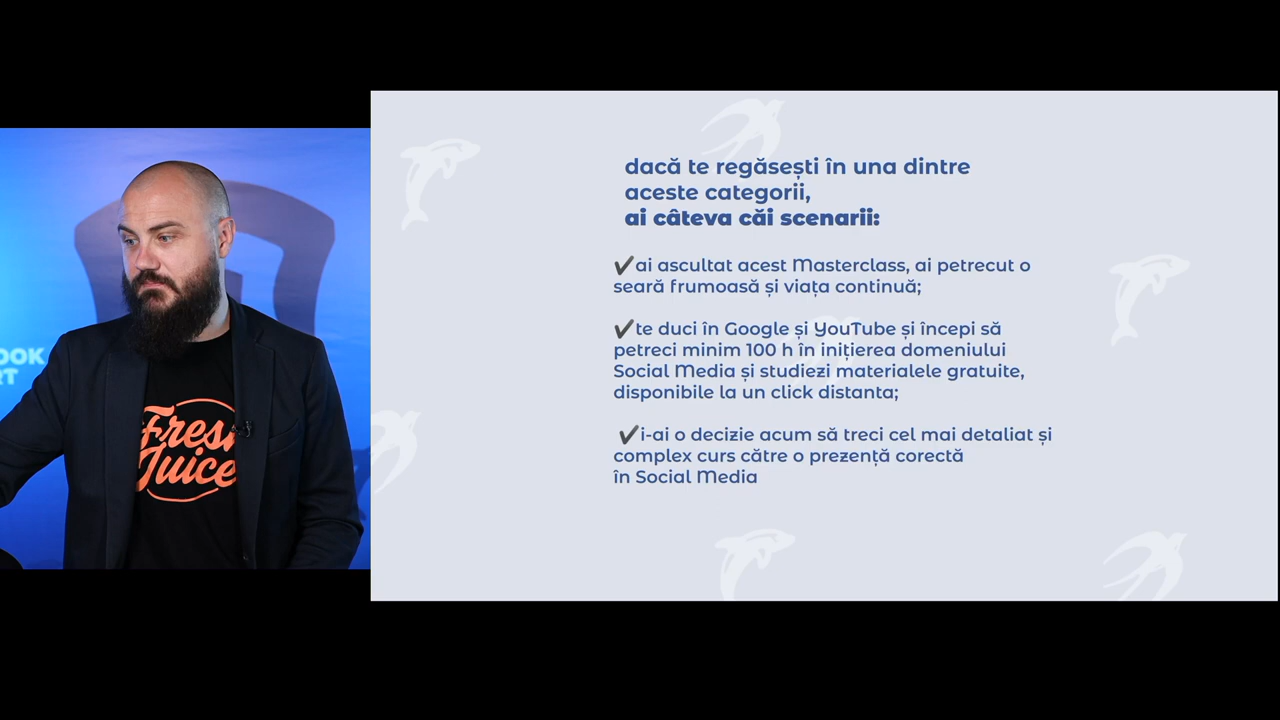 OOK
RT
Fresh
Juice
dacă te regăsești în una dintre
aceste categorii,
ai câteva căi scenarii:
✔ai ascultat acest Masterclass, ai petrecut o
seară frumoasă și viața continuă;
✔te duci în Google și YouTube și începi să
petreci minim 100 h în inițierea domeniului
Social Media și studiezi materialele gratuite,
disponibile la un click distanta;
✔i-ai o decizie acum să treci cel mai detaliat și
complex curs către o prezență corectă
în Social Media